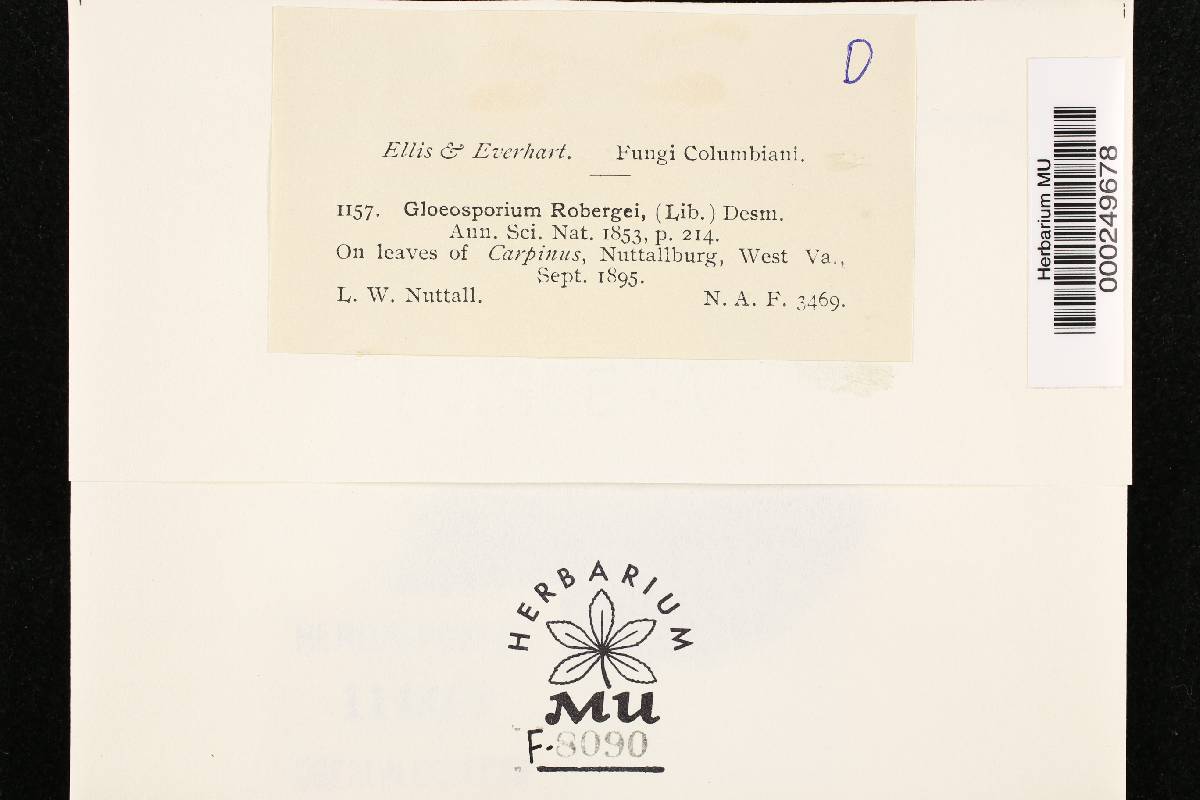 D
Ellis & Everhart. Fungi Columbiani.
1157. Gloeosporium Robergei, (Lib.) Desm.
Ann. Sci. Nat. 1853, p. 214.
On leaves of Carpinus, Nuttallburg, West Va.,
Sept. 1895.
L. W. Nuttall. N. A. F. 3469.
Herbarium MU
000249678
HERBARIUM
MU
F. 8090